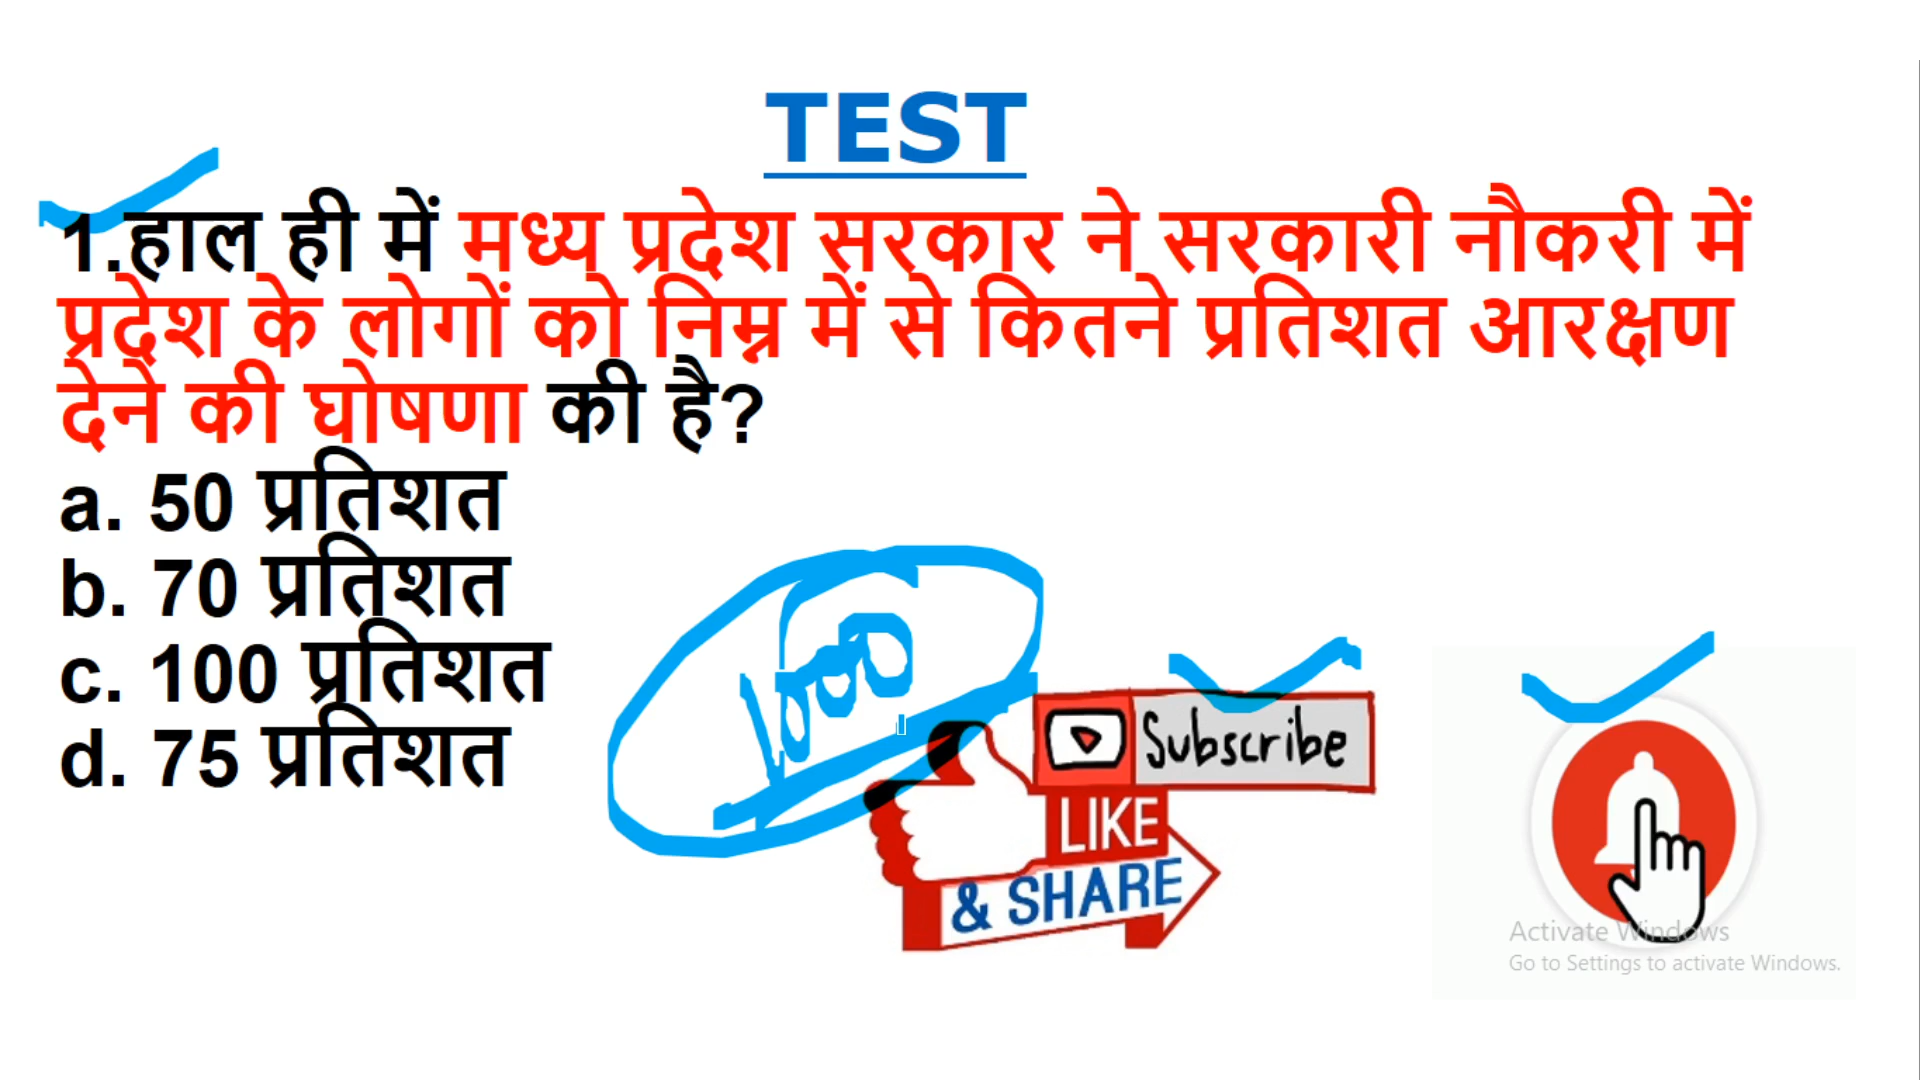 TEST
1.हाल ही में मध्य प्रदेश सरकार ने सरकारी नौकरी में
प्रदेश के लोगों को निम्न में से कितने प्रतिशत आरक्षण
देने की घोषणा की है?
a. 50 प्रतिशत
b. 70 प्रतिशत
c. 100 प्रतिशत
d. 75 प्रतिशत
Subscribe
LIKE
& SHARE
Activate Windows
Go to Settings to activate Windows.